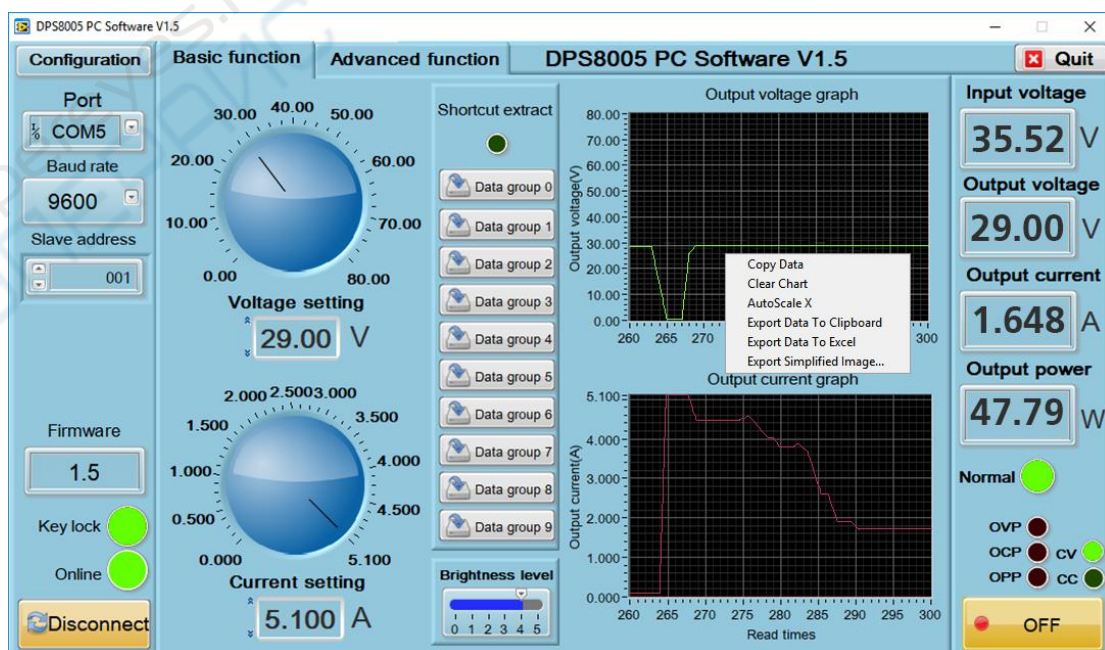 DPS8005 PC Software V1.5
Configuration
Basic function
Advanced function
DPS8005 PC Software V1.5
Quit
Port
I/O COM5
Baud rate
9600
Slave address
001
Firmware
1.5
Key lock
Online
Disconnect
0.00
10.00
20.00
30.00
40.00
50.00
60.00
70.00
80.00
Voltage setting
29.00 V
0.000
0.500
1.000
1.500
2.000
2.500
3.000
3.500
4.000
4.500
5.100
Current setting
5.100 A
Shortcut extract
Data group 0
Data group 1
Data group 2
Data group 3
Data group 4
Data group 5
Data group 6
Data group 7
Data group 8
Data group 9
Brightness level
0 1 2 3 4 5
Output voltage graph
Output voltage(V)
80.00
70.00
60.00
50.00
40.00
30.00
20.00
10.00
0.00
260 265 270 300
Copy Data
Clear Chart
AutoScale X
Export Data To Clipboard
Export Data To Excel
Export Simplified Image...
Output current graph
Output current(A)
5.100
4.000
3.000
2.000
1.000
0.000
260 265 270 275 280 285 290 295 300
Read times
Input voltage
35.52 V
Output voltage
29.00 V
Output current
1.648 A
Output power
47.79 W
Normal
OVP
OCP CV
OPP CC
OFF